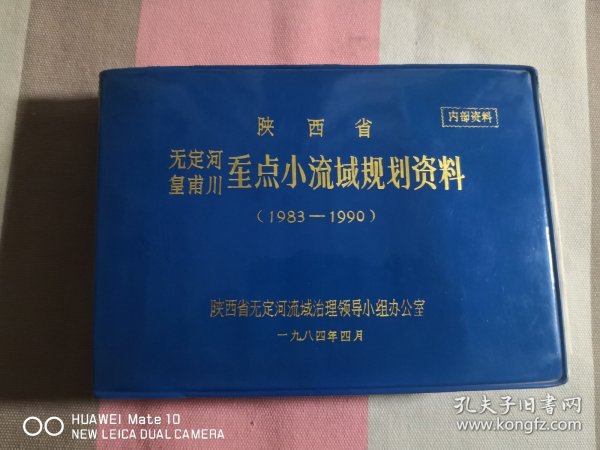 陕西省
内部资料
无定河
皇甫川
重点小流域规划资料
(1983—1990)
陕西省无定河流域治理领导小组办公室
一九八四年四月
HUAWEI Mate 10
NEW LEICA DUAL CAMERA
孔夫子旧书网
www.kongfz.com